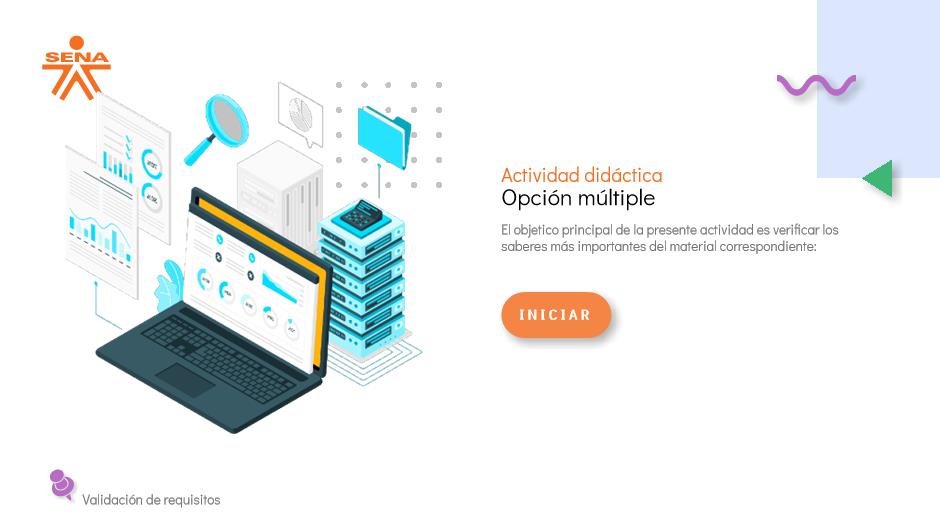 SENA
Actividad didáctica
Opción múltiple
El objetico principal de la presente actividad es verificar los
saberes más importantes del material correspondiente:
INICIAR
Validación de requisitos